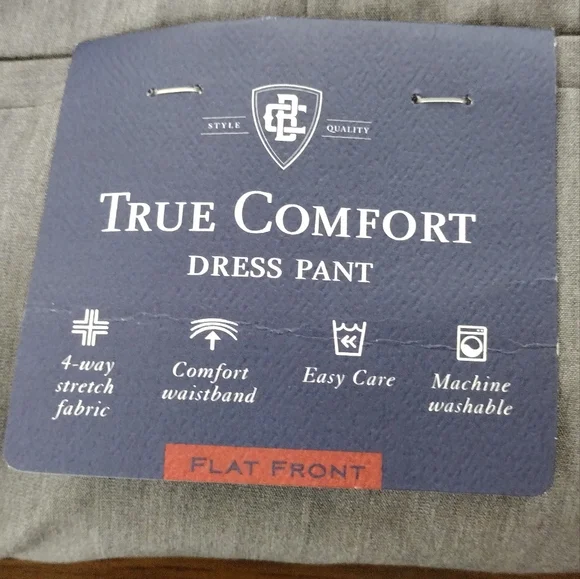 STYLE QUALITY
TRUE COMFORT
DRESS PANT
4-way
stretch
fabric
Comfort
waistband
Easy Care
Machine
washable
FLAT FRONT